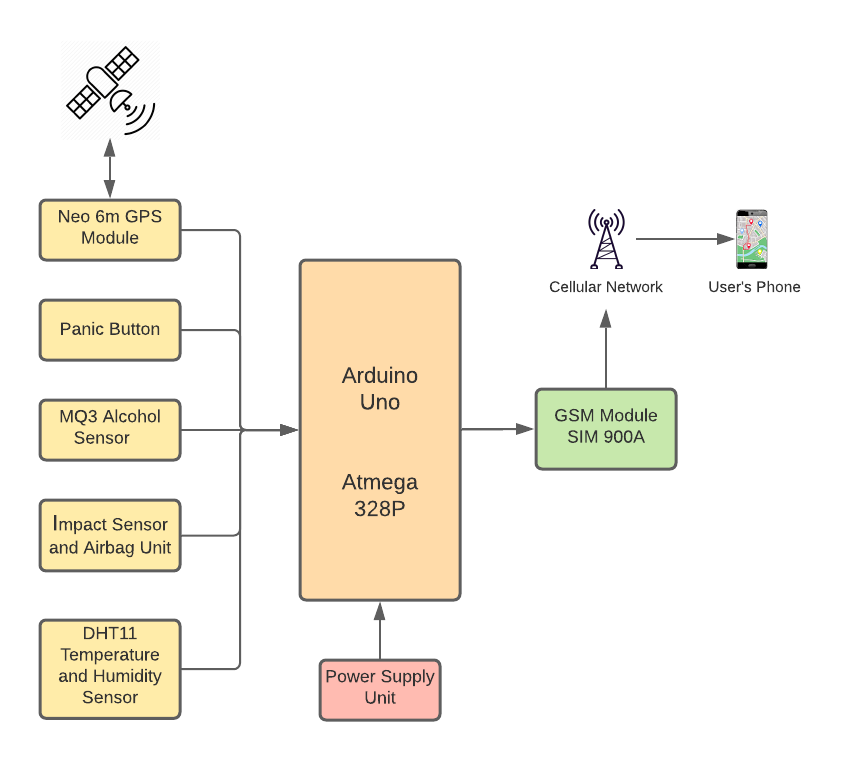 Neo 6m GPS
Module
Panic Button
MQ3 Alcohol
Sensor
Impact Sensor
and Airbag Unit
DHT11
Temperature
and Humidity
Sensor
Arduino
Uno
Atmega
328P
Power Supply
Unit
GSM Module
SIM 900A
Cellular Network
User's Phone